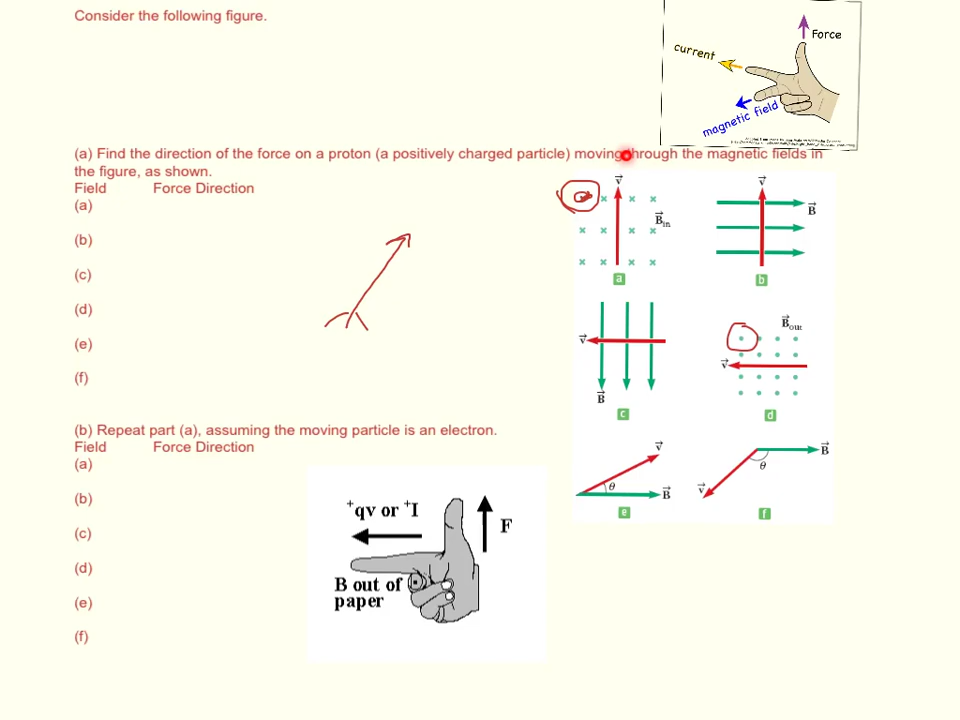 Consider the following figure.
Force
current
magnetic field
(a) Find the direction of the force on a proton (a positively charged particle) moving through the magnetic fields in
the figure, as shown.
Field Force Direction
(a)
(b)
(c)
(d)
(e)
(f)
v
B in
a
v
B
b
v
B
c
B out
v
d
v
θ
B
e
B
θ
v
f
(b) Repeat part (a), assuming the moving particle is an electron.
Field Force Direction
(a)
(b)
(c)
(d)
(e)
(f)
+qv or +I
F
B out of
paper